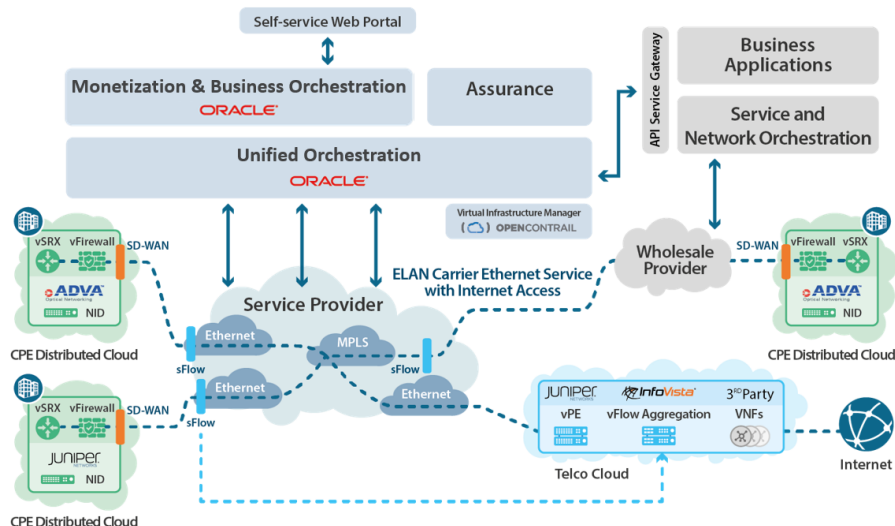 Self-service Web Portal
Monetization & Business Orchestration
ORACLE
Assurance
API Service Gateway
Business
Applications
Service and
Network Orchestration
Unified Orchestration
ORACLE
Virtual Infrastructure Manager
OPENCONTRAIL
vSRX
vFirewall
SD-WAN
ADVA
Optical Networking
NID
CPE Distributed Cloud
Service Provider
Ethernet
sFlow
MPLS
sFlow
Ethernet
sFlow
Ethernet
ELAN Carrier Ethernet Service
with Internet Access
Wholesale
Provider
SD-WAN
vFirewall
vSRX
ADVA
Optical Networking
NID
CPE Distributed Cloud
vSRX
vFirewall
SD-WAN
JUNIPER
NETWORKS
NID
CPE Distributed Cloud
JUNIPER
NETWORKS
InfoVista
3RD Party
vPE
vFlow Aggregation
VNFs
Telco Cloud
Internet